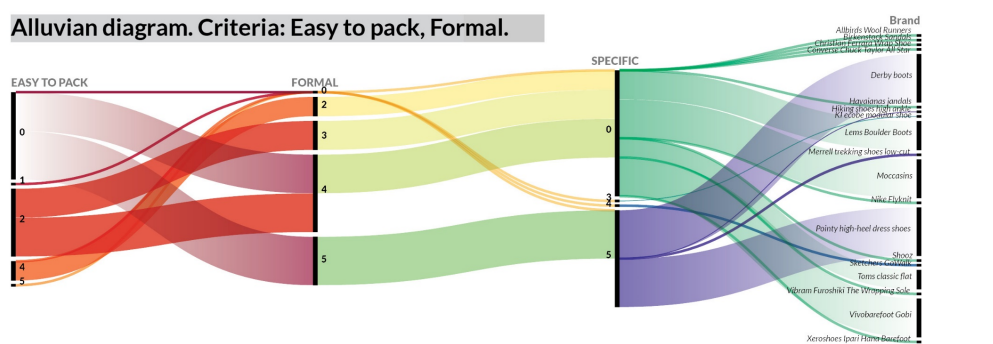 Alluvian diagram. Criteria: Easy to pack, Formal.
EASY TO PACK
0
1
2
4
5
FORMAL
0
2
3
4
5
SPECIFIC
0
3
4
5
Brand
Allbirds Wool Runners
Birkenstock Sandals
Christian Ferrara Wrap Shoe
Converse Chuck Taylor All Star
Derby boots
Havaianas jandals
Hiking shoes high ankle
KI ecobe modular shoe
Lems Boulder Boots
Merrell trekking shoes low-cut
Moccasins
Nike Flyknit
Pointy high-heel dress shoes
Shooz
Sketchers GoWalk
Toms classic flat
Vibram Furoshiki The Wrapping Sole
Vivobarefoot Gobi
Xeroshoes Ipari Hana Barefoot